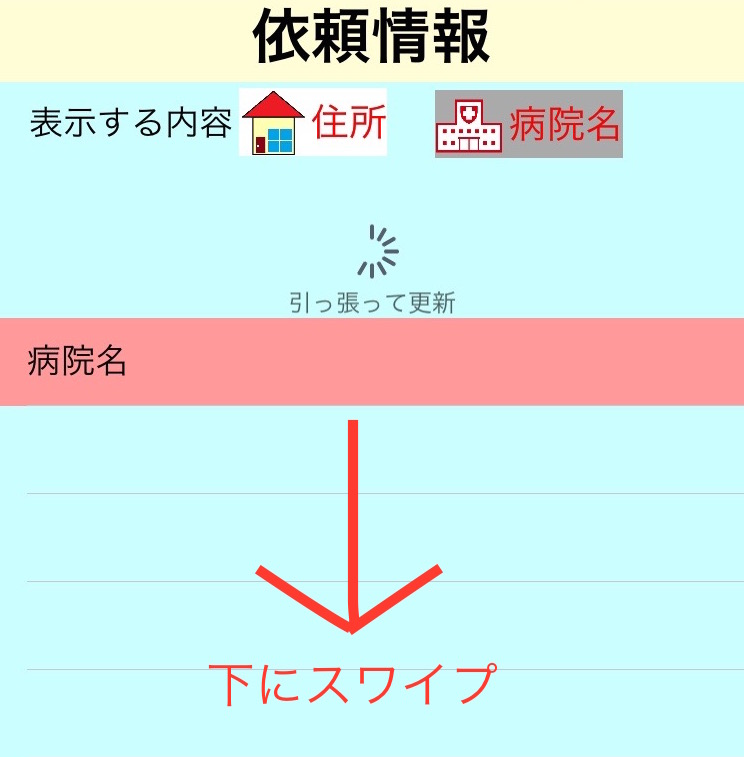 依頼情報
表示する内容 住所 病院名
引っ張って更新
病院名
下にスワイプ